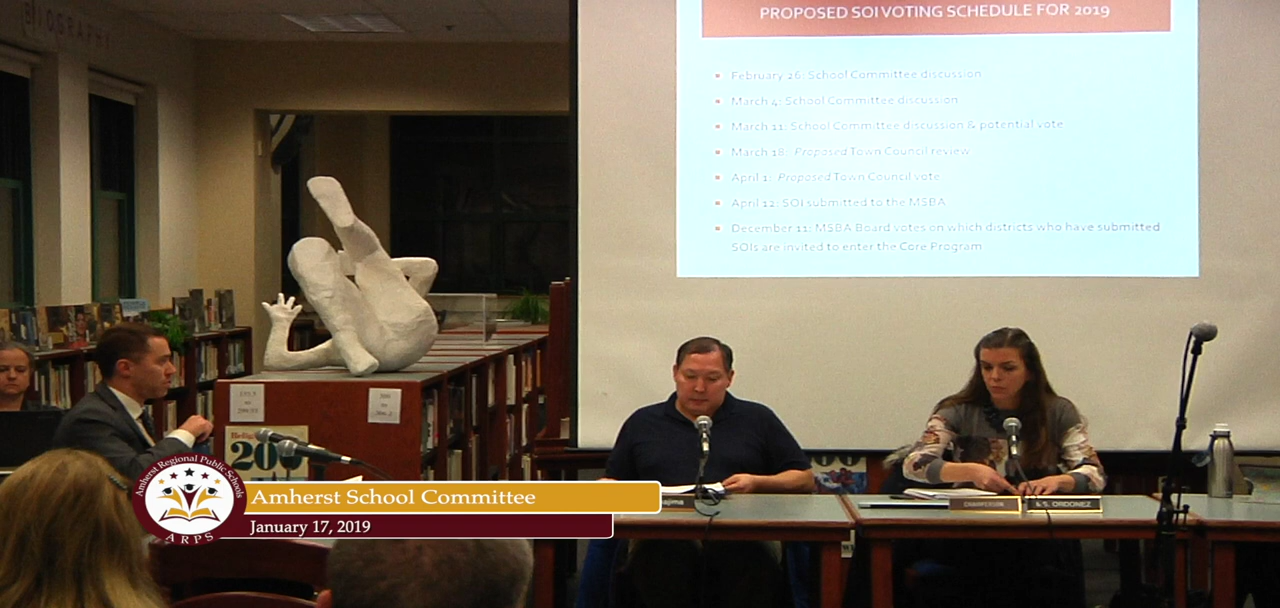 BIOGRAPHY
PROPOSED SOI VOTING SCHEDULE FOR 2019
February 26: School Committee discussion
March 4: School Committee discussion
March 11: School Committee discussion & potential vote
March 18: Proposed Town Council review
April 1: Proposed Town Council vote
April 12: SOI submitted to the MSBA
December 11: MSBA Board votes on which districts who have submitted
SOIs are invited to enter the Core Program
200
Amherst Regional Public Schools
ARPS
Amherst School Committee
January 17, 2019
CHAIRPERSON
S.S. ORDONEZ